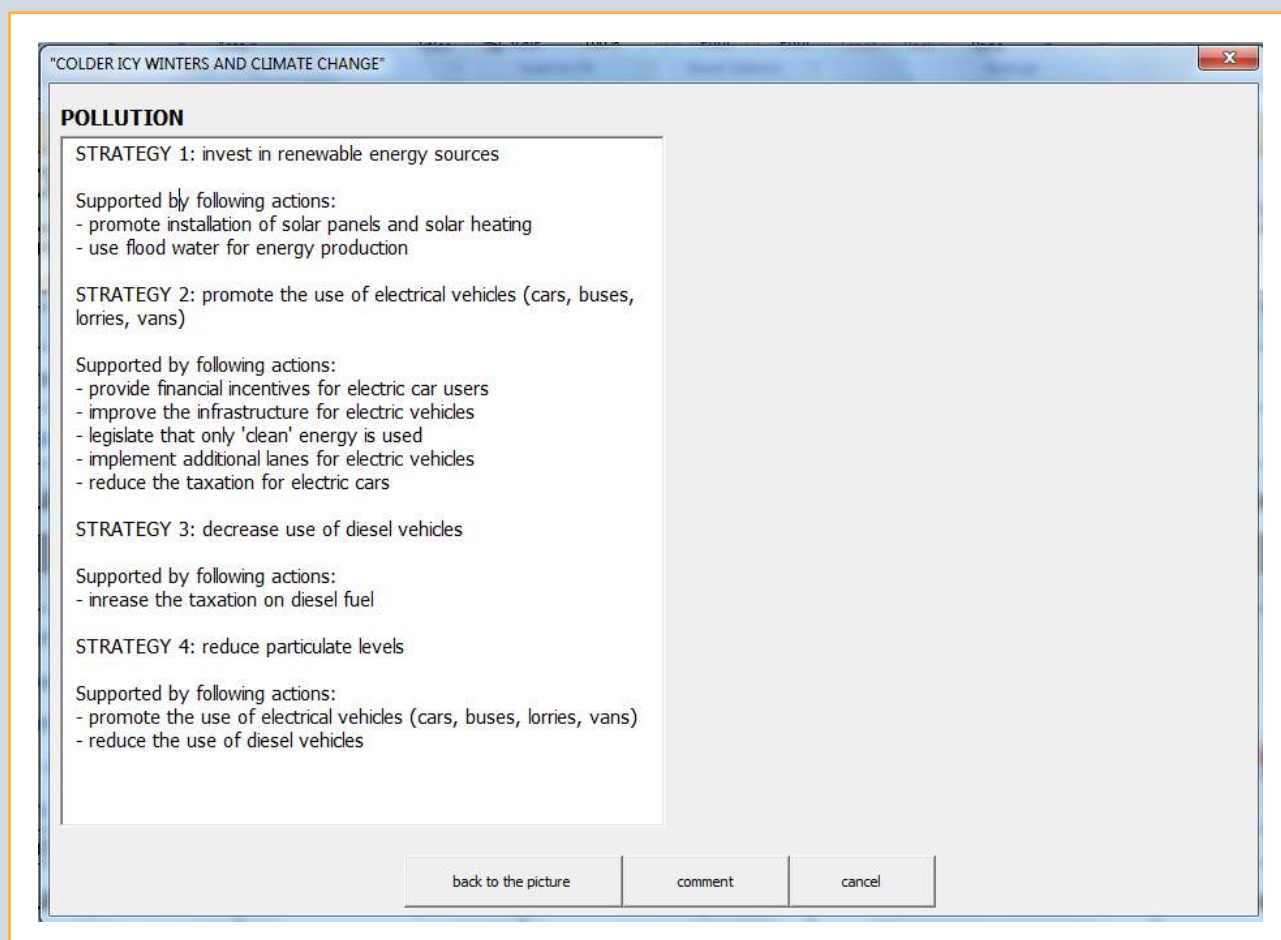 "COLDER ICY WINTERS AND CLIMATE CHANGE"
POLLUTION
STRATEGY 1: invest in renewable energy sources
Supported by following actions:
- promote installation of solar panels and solar heating
- use flood water for energy production
STRATEGY 2: promote the use of electrical vehicles (cars, buses,
lorries, vans)
Supported by following actions:
- provide financial incentives for electric car users
- improve the infrastructure for electric vehicles
- legislate that only 'clean' energy is used
- implement additional lanes for electric vehicles
- reduce the taxation for electric cars
STRATEGY 3: decrease use of diesel vehicles
Supported by following actions:
- inrease the taxation on diesel fuel
STRATEGY 4: reduce particulate levels
Supported by following actions:
- promote the use of electrical vehicles (cars, buses, lorries, vans)
- reduce the use of diesel vehicles
back to the picture
comment
cancel